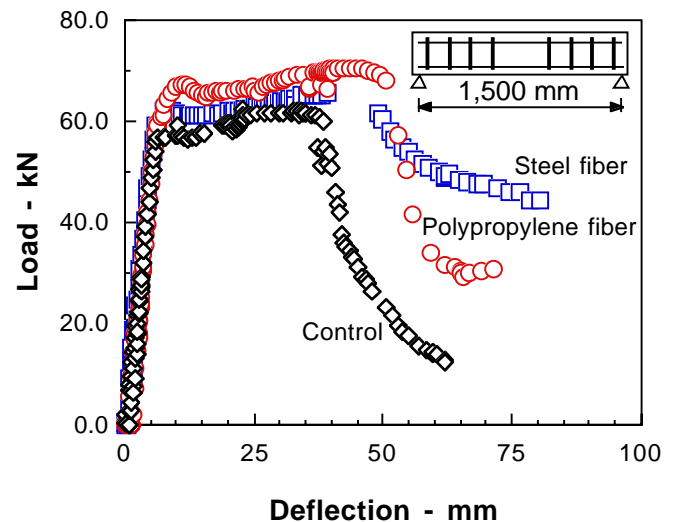 80.0
60.0
40.0
20.0
0.0
Load - kN
1,500 mm
Steel fiber
Polypropylene fiber
Control
0 25 50 75 100
Deflection - mm